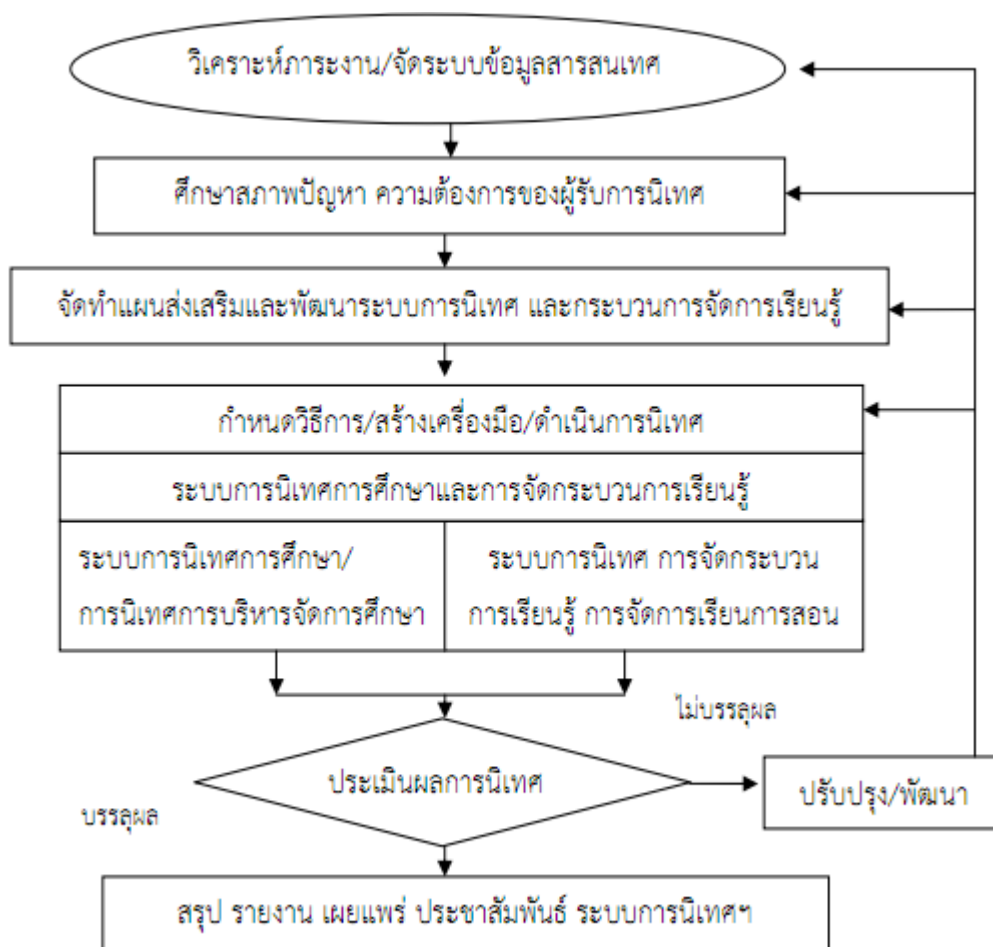 วิเคราะห์ภาระงาน/จัดระบบข้อมูลสารสนเทศ
ศึกษาสภาพปัญหา ความต้องการของผู้รับการนิเทศ
จัดทำแผนส่งเสริมและพัฒนาระบบการนิเทศ และกระบวนการจัดการเรียนรู้
กำหนดวิธีการ/สร้างเครื่องมือ/ดำเนินการนิเทศ
ระบบการนิเทศการศึกษาและการจัดกระบวนการเรียนรู้
ระบบการนิเทศการศึกษา/
การนิเทศการบริหารจัดการศึกษา
ระบบการนิเทศ การจัดกระบวน
การเรียนรู้ การจัดการเรียนการสอน
ไม่บรรลุผล
ประเมินผลการนิเทศ
ปรับปรุง/พัฒนา
บรรลุผล
สรุป รายงาน เผยแพร่ ประชาสัมพันธ์ ระบบการนิเทศฯ